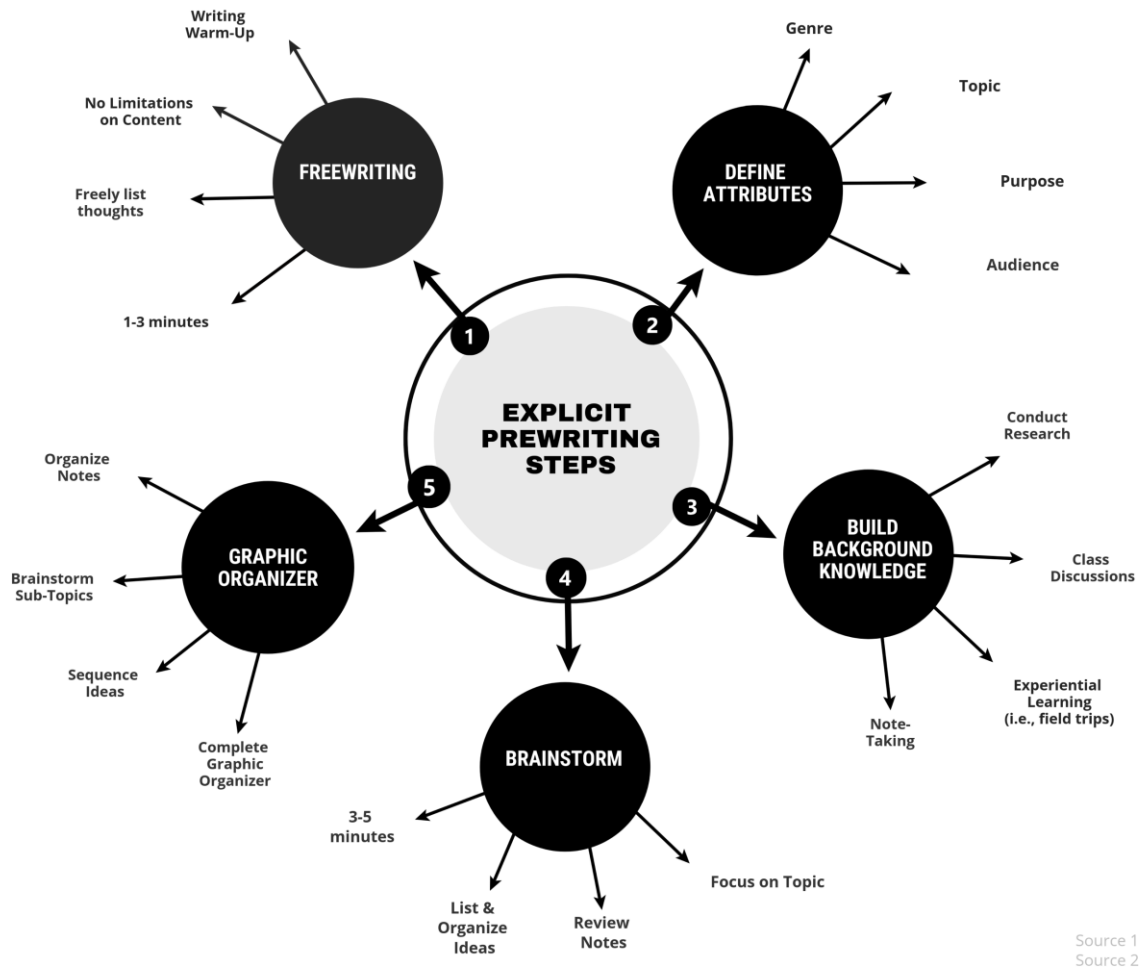 EXPLICIT
PREWRITING
STEPS
1
FREEWRITING
Writing
Warm-Up
No Limitations
on Content
Freely list
thoughts
1-3 minutes
2
DEFINE
ATTRIBUTES
Genre
Topic
Purpose
Audience
3
BUILD
BACKGROUND
KNOWLEDGE
Conduct
Research
Class
Discussions
Experiential
Learning
(i.e., field trips)
Note-
Taking
4
BRAINSTORM
3-5
minutes
List &
Organize
Ideas
Review
Notes
Focus on Topic
5
GRAPHIC
ORGANIZER
Organize
Notes
Brainstorm
Sub-Topics
Sequence
Ideas
Complete
Graphic
Organizer
Source 1
Source 2